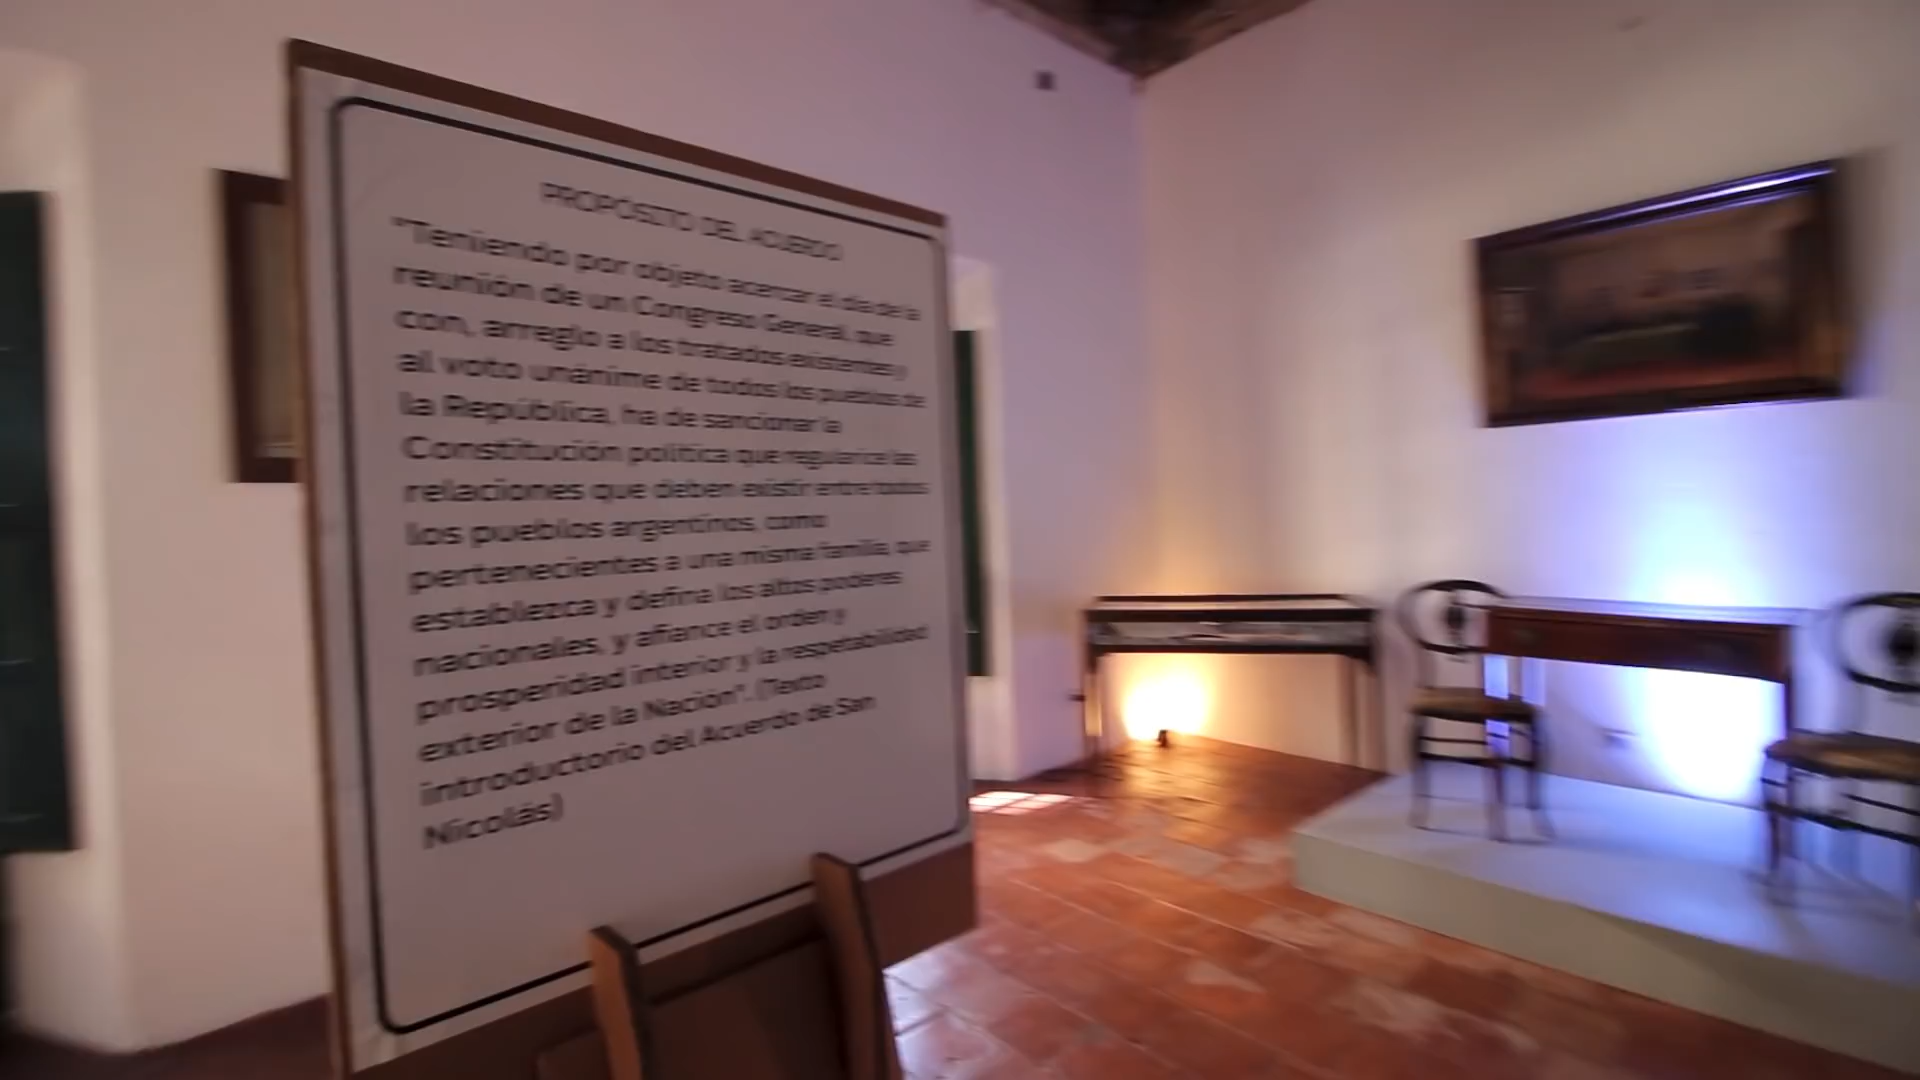 PROPÓSITO DEL ACUERDO
"Teniendo por objeto acercar el día de la
reunión de un Congreso General, que
con, arreglo a los tratados existentes y
al voto unánime de todos los pueblos de
la República, ha de sancionar la
Constitución política que regularice las
relaciones que deben existir entre todos
los pueblos argentinos, como
pertenecientes a una misma familia, que
establezca y defina los altos poderes
nacionales, y afiance el orden y
prosperidad interior y la respetabilidad
exterior de la Nación". (Texto
introductorio del Acuerdo de San
Nicolás)